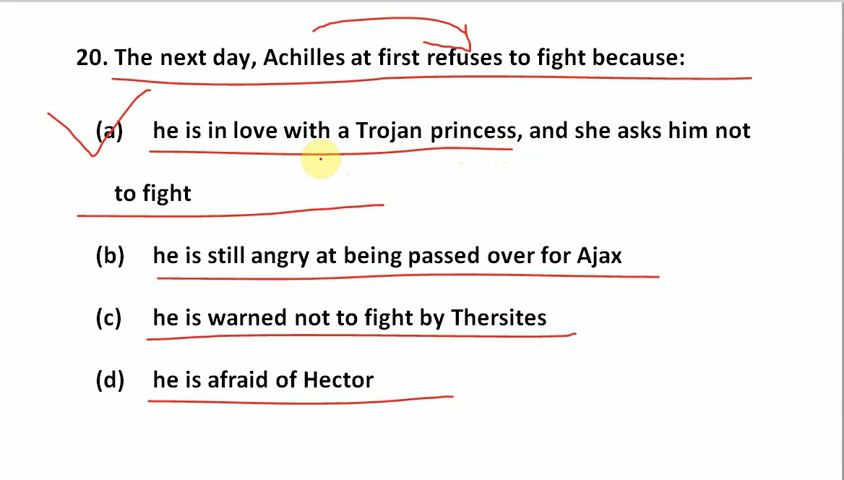 20. The next day, Achilles at first refuses to fight because:
(a) he is in love with a Trojan princess, and she asks him not
to fight
(b) he is still angry at being passed over for Ajax
(c) he is warned not to fight by Thersites
(d) he is afraid of Hector